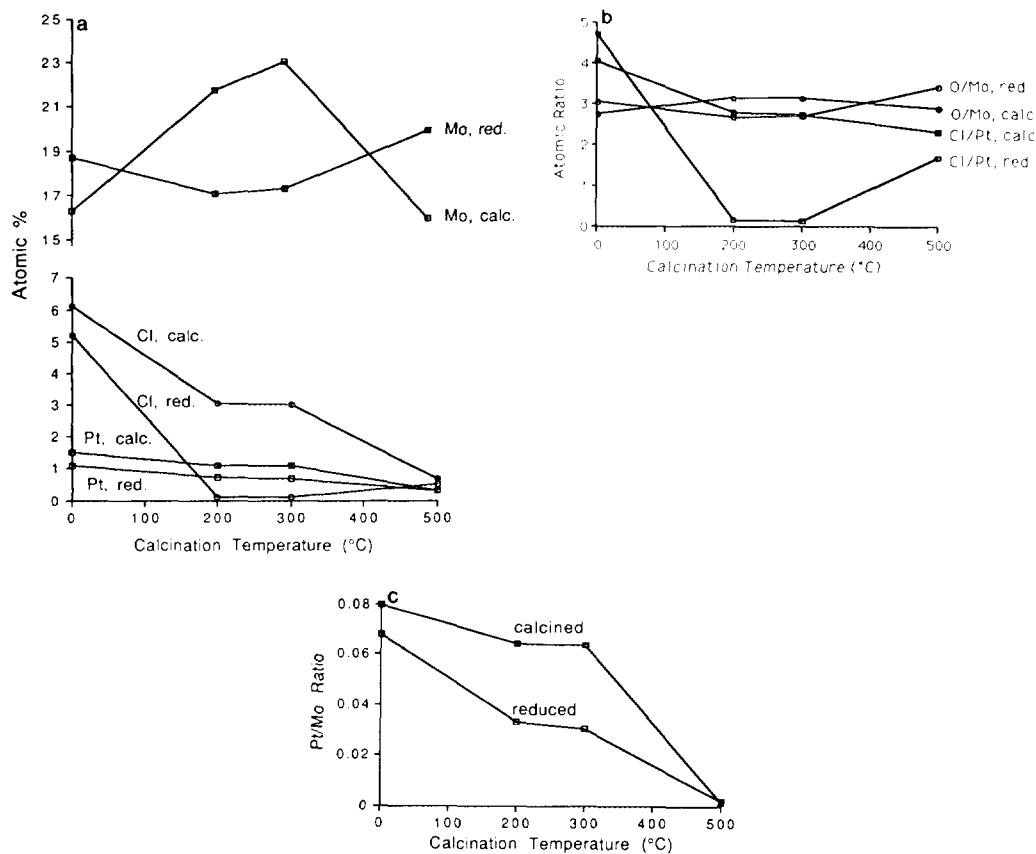 a
25
23
21
19
17
15
Mo, red.
Mo, calc.
Atomic %
7
6
5
4
3
2
1
0
Cl, calc.
Cl, red.
Pt, calc.
Pt, red.
0 100 200 300 400 500
Calcination Temperature (°C)
b
5
4
3
2
1
0
Atomic Ratio
O/Mo, red
O/Mo, calc
Cl/Pt, calc
Cl/Pt, red
0 100 200 300 400 500
Calcination Temperature (°C)
c
0.08
0.06
0.04
0.02
0
Pt/Mo Ratio
calcined
reduced
0 100 200 300 400 500
Calcination Temperature (°C)